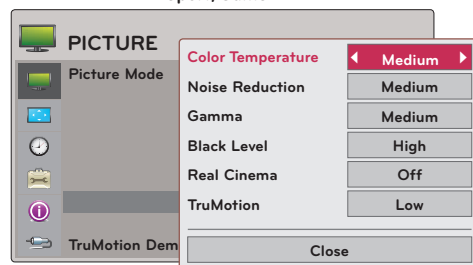 PICTURE
Picture Mode
Color Temperature Medium
Noise Reduction Medium
Gamma Medium
Black Level High
Real Cinema Off
TruMotion Low
TruMotion Dem
Close